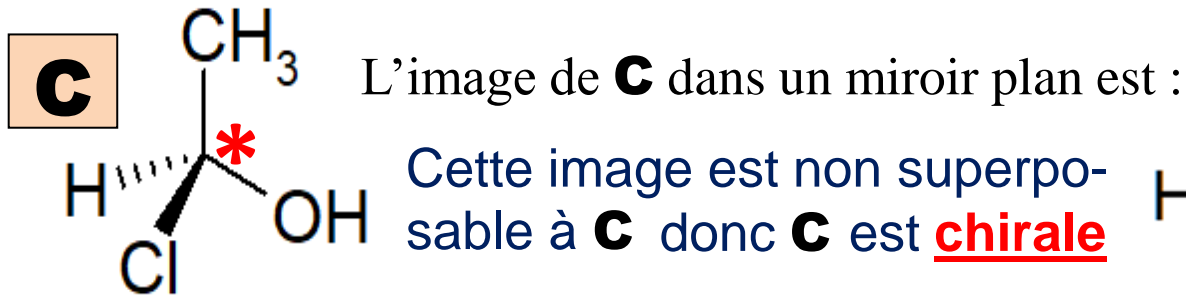 CH₃
C
L'image de C dans un miroir plan est :
*
H
OH
Cl
Cette image est non superpo-
sable à C donc C est chirale
H